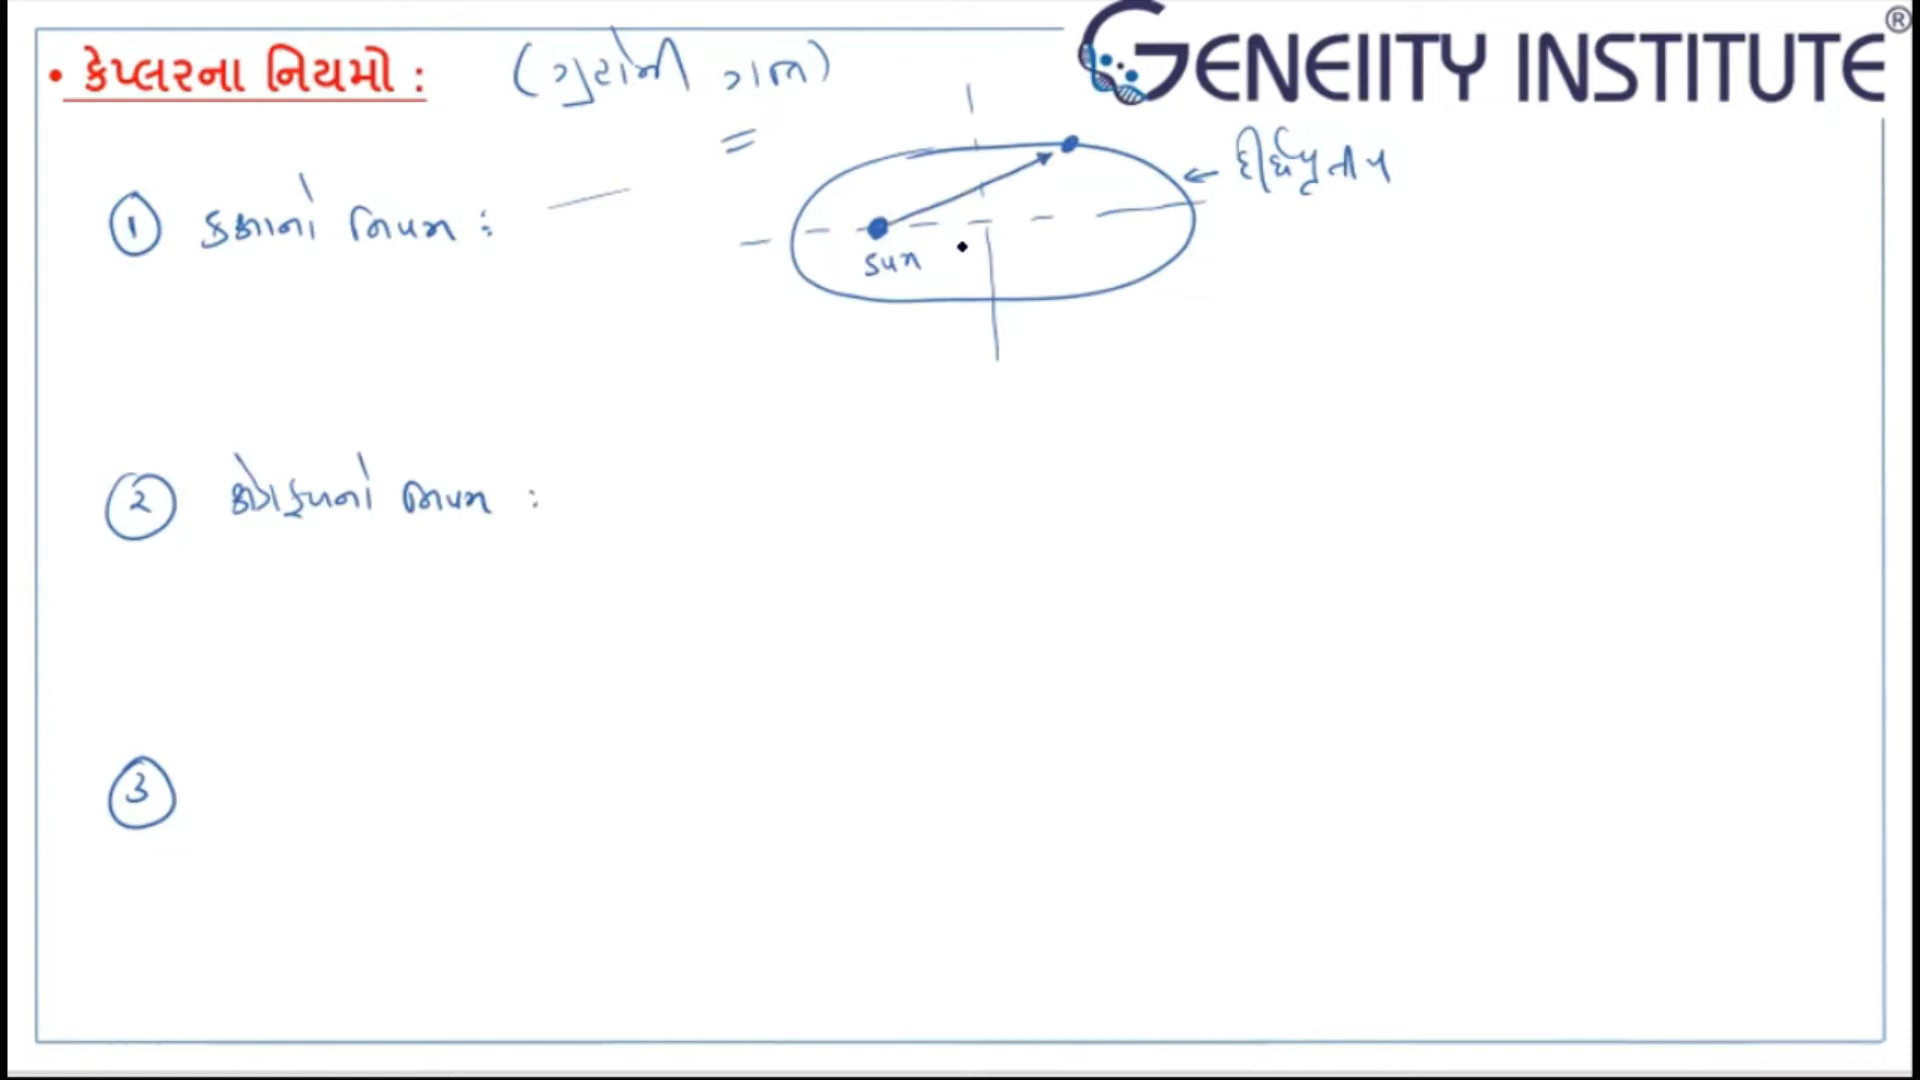 GENEIITY INSTITUTE ®
• કેપ્લરના નિયમો : (ગ્રહોની ગતિ)
=
દીર્ઘવૃત્તીય
① કક્ષાનો નિયમ :
sun
② ક્ષેત્રફળનો નિયમ :
③